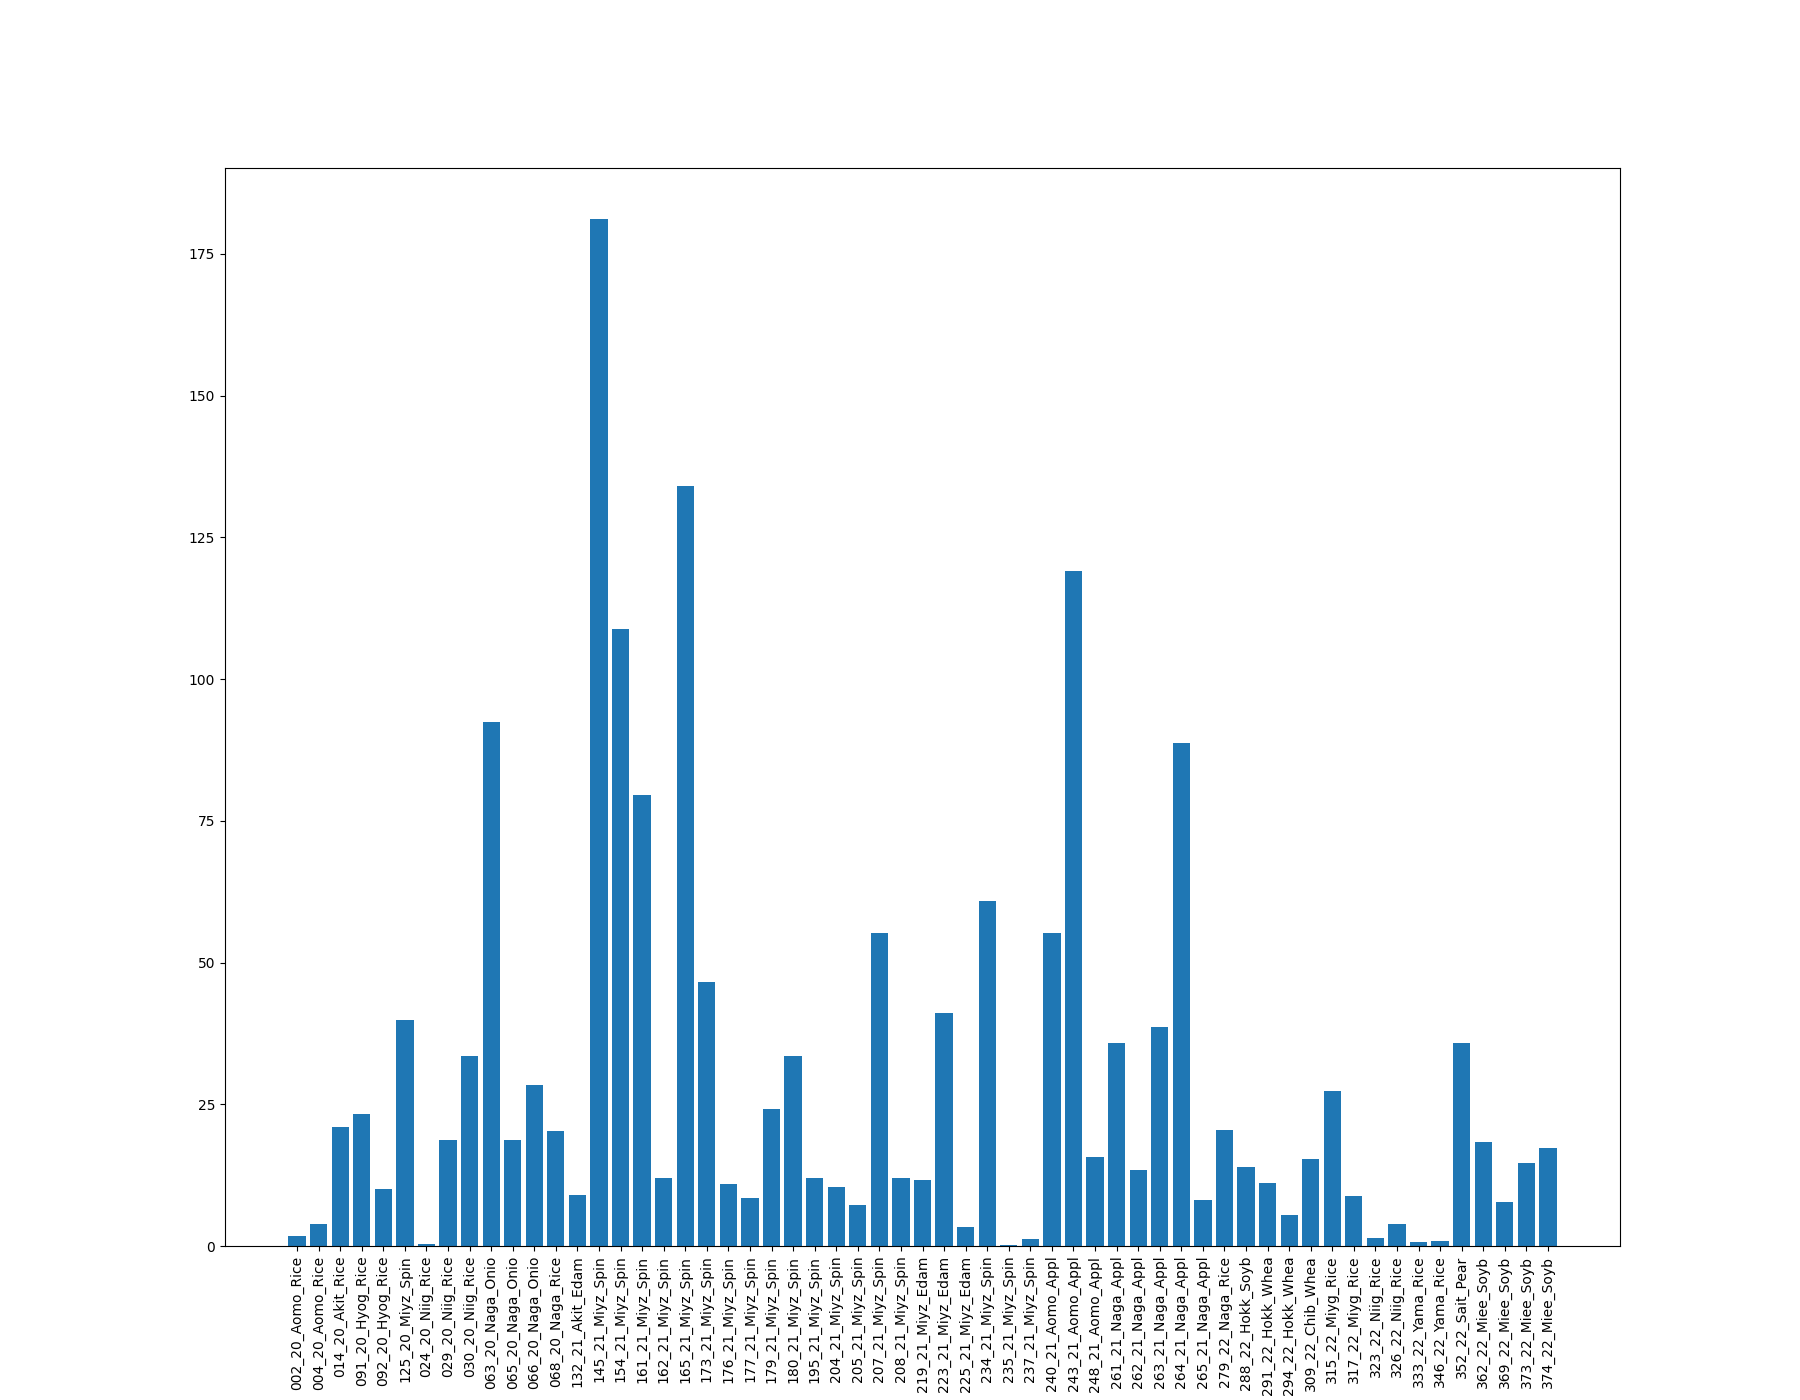 175
150
125
100
75
50
25
0
002_20_Aomo_Rice
004_20_Aomo_Rice
014_20_Akit_Rice
091_20_Hyog_Rice
092_20_Hyog_Rice
125_20_Miyz_Spin
024_20_Niig_Rice
029_20_Niig_Rice
030_20_Niig_Rice
063_20_Naga_Onio
065_20_Naga_Onio
066_20_Naga_Onio
068_20_Naga_Rice
132_21_Akit_Edam
145_21_Miyz_Spin
154_21_Miyz_Spin
161_21_Miyz_Spin
162_21_Miyz_Spin
165_21_Miyz_Spin
173_21_Miyz_Spin
176_21_Miyz_Spin
177_21_Miyz_Spin
179_21_Miyz_Spin
180_21_Miyz_Spin
195_21_Miyz_Spin
204_21_Miyz_Spin
205_21_Miyz_Spin
207_21_Miyz_Spin
208_21_Miyz_Spin
219_21_Miyz_Edam
223_21_Miyz_Edam
225_21_Miyz_Edam
234_21_Miyz_Spin
235_21_Miyz_Spin
237_21_Miyz_Spin
240_21_Aomo_Appl
243_21_Aomo_Appl
248_21_Aomo_Appl
261_21_Naga_Appl
262_21_Naga_Appl
263_21_Naga_Appl
264_21_Naga_Appl
265_21_Naga_Appl
279_22_Naga_Rice
288_22_Hokk_Soyb
291_22_Hokk_Whea
294_22_Hokk_Whea
309_22_Chib_Whea
315_22_Miyg_Rice
317_22_Miyg_Rice
323_22_Niig_Rice
326_22_Niig_Rice
333_22_Yama_Rice
346_22_Yama_Rice
352_22_Sait_Pear
362_22_Miee_Soyb
369_22_Miee_Soyb
373_22_Miee_Soyb
374_22_Miee_Soyb